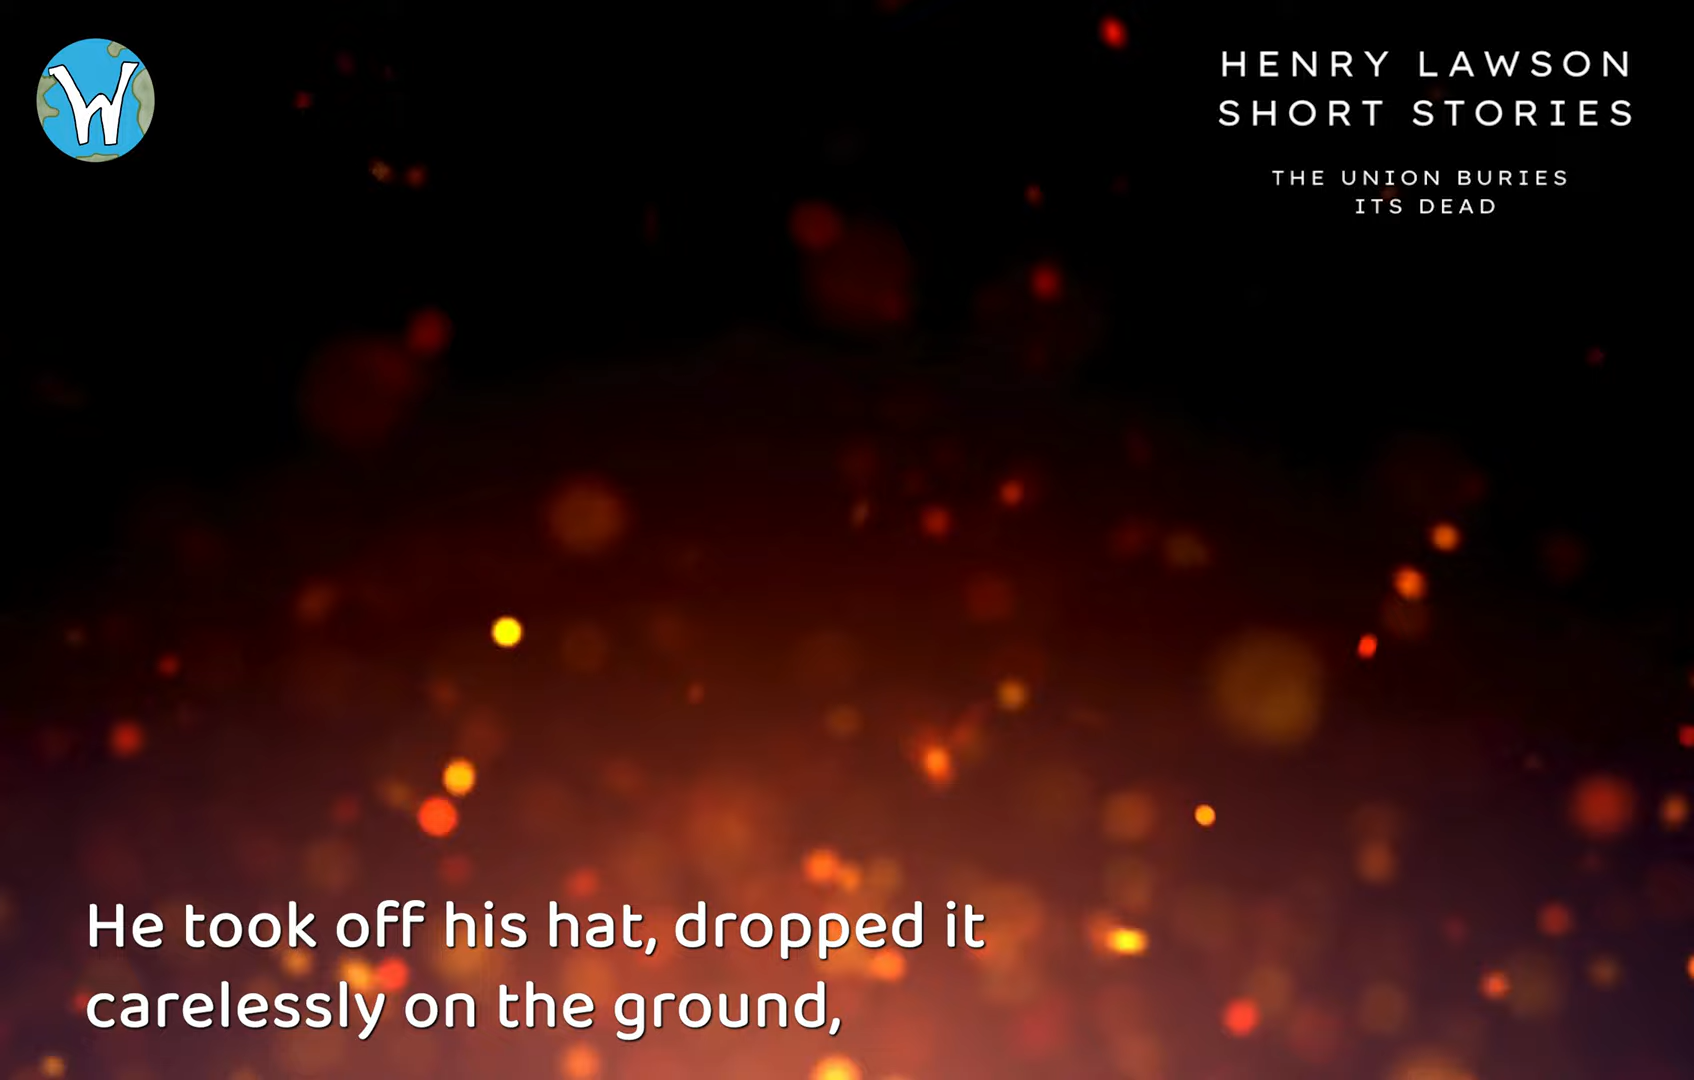 W
HENRY LAWSON
SHORT STORIES
THE UNION BURIES
ITS DEAD
He took off his hat, dropped it
carelessly on the ground,